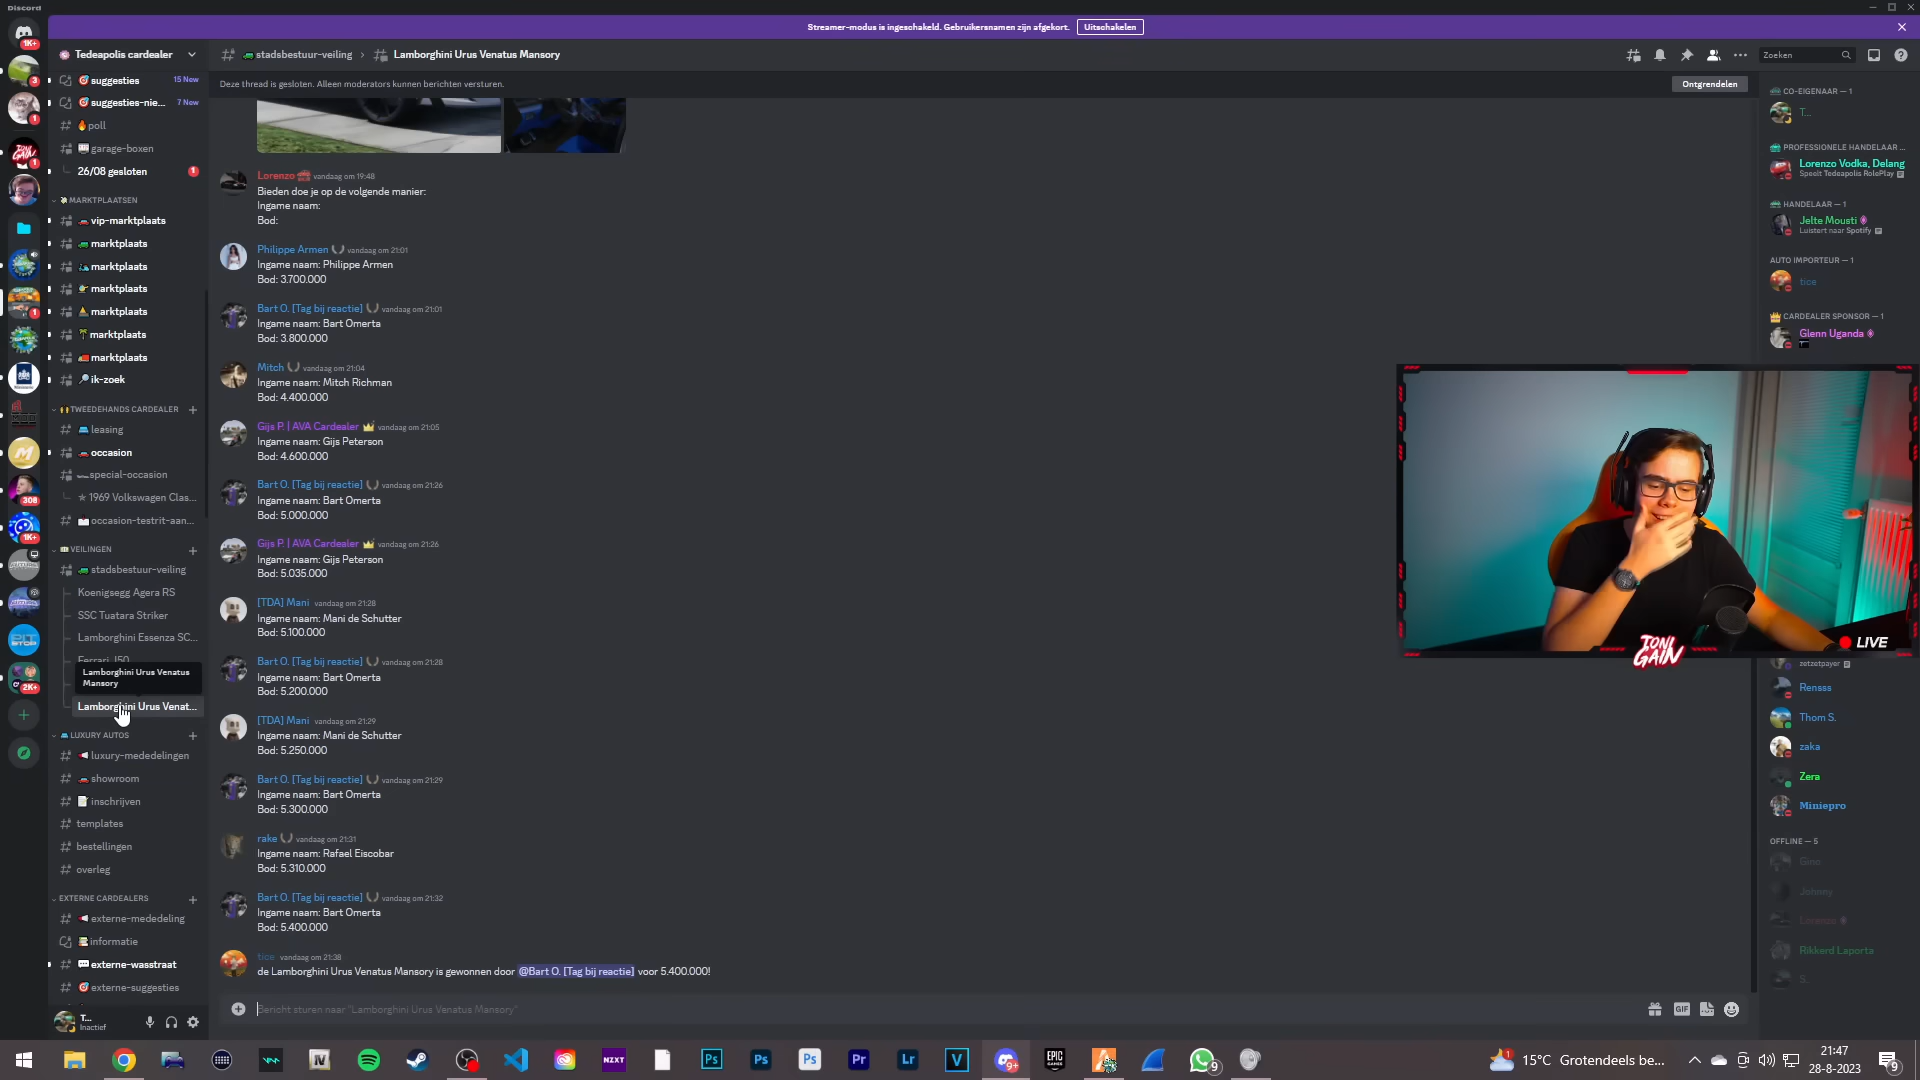 Discord
Streamer-modus is ingeschakeld. Gebruikersnamen zijn afgekort.
Uitschakelen
Tedeapolis cardealer
suggesties
15 New
suggesties-nie...
7 New
poll
garage-boxen
26/08 gesloten
1
MARKTPLAATSEN
vip-marktplaats
marktplaats
marktplaats
marktplaats
marktplaats
marktplaats
marktplaats
ik-zoek
TWEEDEHANDS CARDEALER
leasing
occasion
special-occasion
1969 Volkswagen Clas...
occasion-testrit-aan...
VEILINGEN
stadsbestuur-veiling
Koenigsegg Agera RS
SSC Tuatara Striker
Lamborghini Essenza SC...
Ferrari J50
Lamborghini Urus Venatus
Mansory
Lamborghini Urus Venat...
LUXURY AUTOS
luxury-mededelingen
showroom
inschrijven
templates
bestellingen
overleg
EXTERNE CARDEALERS
externe-mededeling
informatie
externe-wasstraat
externe-suggesties
T...
Inactief
stadsbestuur-veiling
Lamborghini Urus Venatus Mansory
Zoeken
Deze thread is gesloten. Alleen moderators kunnen berichten versturen.
Ontgrendelen
Lorenzo vandaag om 19:48
Bieden doe je op de volgende manier:
Ingame naam:
Bod:
Philippe Armen vandaag om 21:01
Ingame naam: Philippe Armen
Bod: 3.700.000
Bart O. [Tag bij reactie] vandaag om 21:01
Ingame naam: Bart Omerta
Bod: 3.800.000
Mitch vandaag om 21:04
Ingame naam: Mitch Richman
Bod: 4.400.000
Gijs P. | AVA Cardealer vandaag om 21:05
Ingame naam: Gijs Peterson
Bod: 4.600.000
Bart O. [Tag bij reactie] vandaag om 21:26
Ingame naam: Bart Omerta
Bod: 5.000.000
Gijs P. | AVA Cardealer vandaag om 21:26
Ingame naam: Gijs Peterson
Bod: 5.035.000
[TDA] Mani vandaag om 21:28
Ingame naam: Mani de Schutter
Bod: 5.100.000
Bart O. [Tag bij reactie] vandaag om 21:28
Ingame naam: Bart Omerta
Bod: 5.200.000
[TDA] Mani vandaag om 21:29
Ingame naam: Mani de Schutter
Bod: 5.250.000
Bart O. [Tag bij reactie] vandaag om 21:29
Ingame naam: Bart Omerta
Bod: 5.300.000
rake vandaag om 21:31
Ingame naam: Rafael Eiscobar
Bod: 5.310.000
Bart O. [Tag bij reactie] vandaag om 21:32
Ingame naam: Bart Omerta
Bod: 5.400.000
tice vandaag om 21:38
de Lamborghini Urus Venatus Mansory is gewonnen door @Bart O. [Tag bij reactie] voor 5.400.000!
Bericht sturen naar "Lamborghini Urus Venatus Mansory"
GIF
CO-EIGENAAR — 1
T...
PROFESSIONELE HANDELAAR ...
Lorenzo Vodka, Delang
Speelt Tedeapolis RolePlay
HANDELAAR — 1
Jelte Mousti
Luistert naar Spotify
AUTO IMPORTEUR — 1
tice
CARDEALER SPONSOR — 1
Glenn Uganda
LIVE
TONI
GAIN
zetzetpayer
Rensss
Thom S.
zaka
Zera
Miniepro
OFFLINE — 5
Gino
Johnny
Lorenzo
Rikkerd Laporta
S.
15°C Grotendeels be...
21:47
28-8-2023